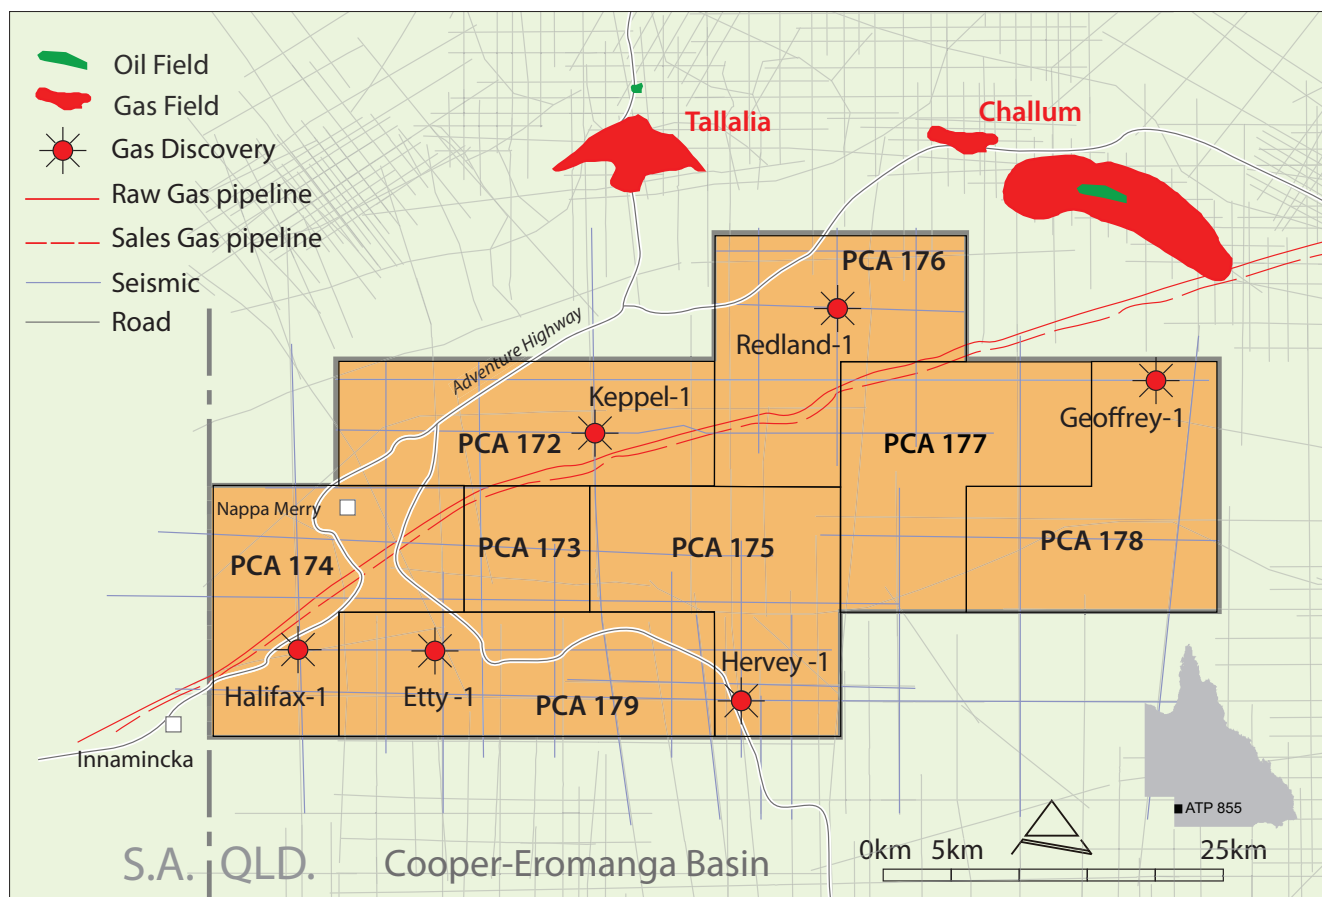 Oil Field
Gas Field
Gas Discovery
Raw Gas pipeline
Sales Gas pipeline
Seismic
Road
Tallalia
Challum
PCA 176
Redland-1
Adventure Highway
Keppel-1
Geoffrey-1
PCA 172
PCA 177
Nappa Merry
PCA 174
PCA 173
PCA 175
PCA 178
Halifax-1
Etty -1
Hervey -1
PCA 179
Innamincka
ATP 855
S.A. QLD.
Cooper-Eromanga Basin
0km 5km 25km